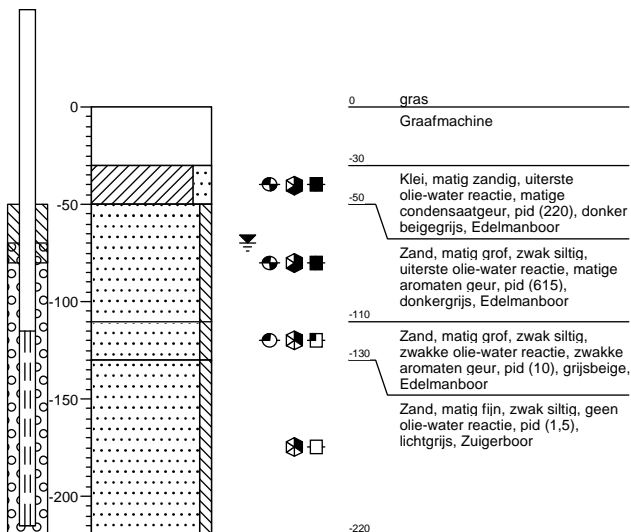 0
-50
-100
-150
-200
0 gras
Graafmachine
-30
Klei, matig zandig, uiterste
olie-water reactie, matige
condensaatgeur, pid (220), donker
beigegrijs, Edelmanboor
-50
Zand, matig grof, zwak siltig,
uiterste olie-water reactie, matige
aromaten geur, pid (615),
donkergrijs, Edelmanboor
-110
Zand, matig grof, zwak siltig,
zwakke olie-water reactie, zwakke
aromaten geur, pid (10), grijsbeige,
Edelmanboor
-130
Zand, matig fijn, zwak siltig, geen
olie-water reactie, pid (1,5),
lichtgrijs, Zuigerboor
-220